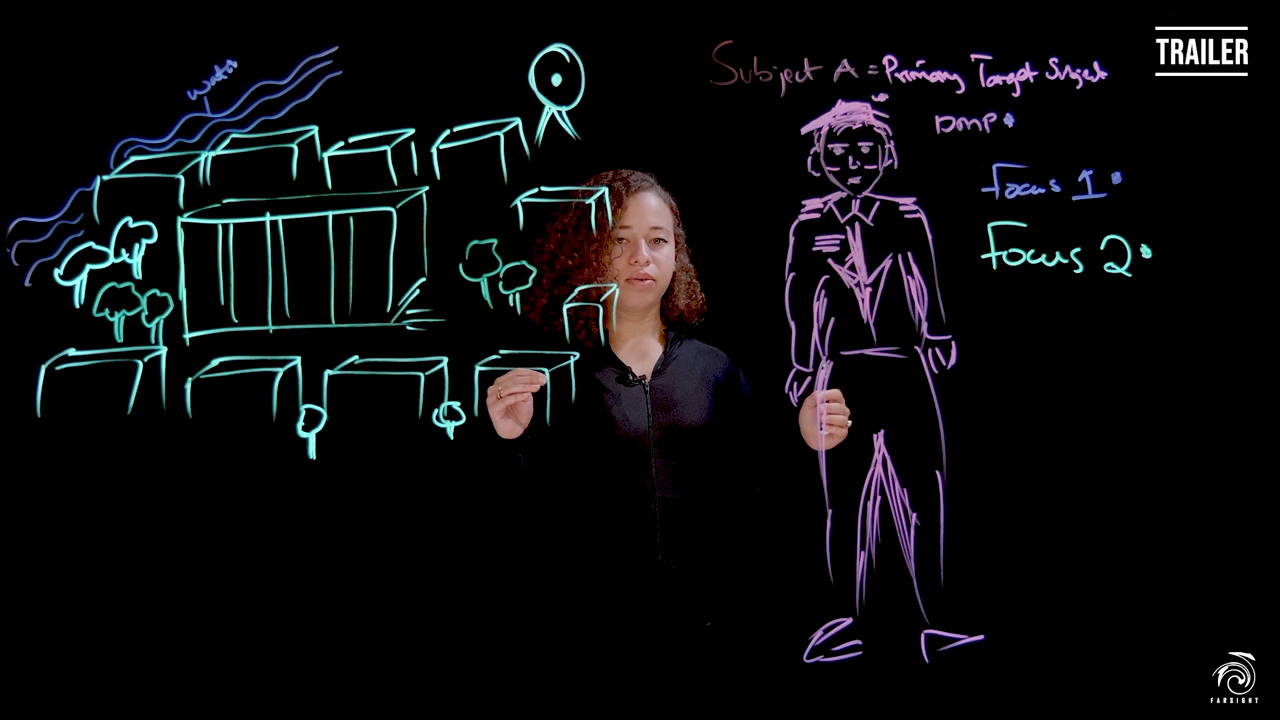 TRAILER
Subject A = Primary Target Subject
water
DMP
Focus 1
Focus 2
FARSIGHT